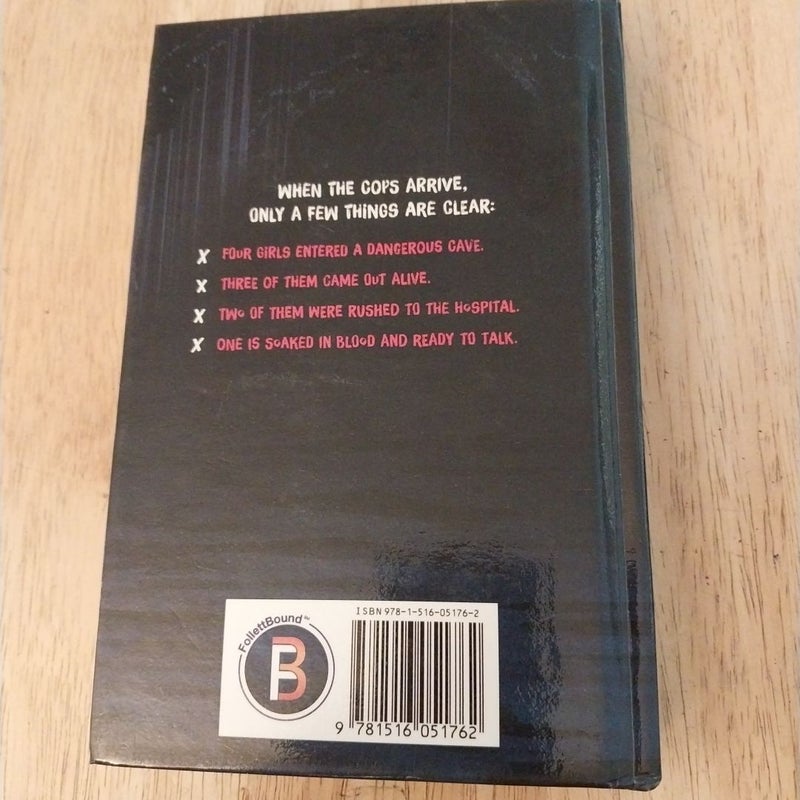 WHEN THE COPS ARRIVE,
ONLY A FEW THINGS ARE CLEAR:
X FOUR GIRLS ENTERED A DANGEROUS CAVE.
X THREE OF THEM CAME OUT ALIVE.
X TWO OF THEM WERE RUSHED TO THE HOSPITAL.
X ONE IS SOAKED IN BLOOD AND READY TO TALK.
ISBN 978-1-516-05176-2
FollettBound℠
FB
9 781516 051762